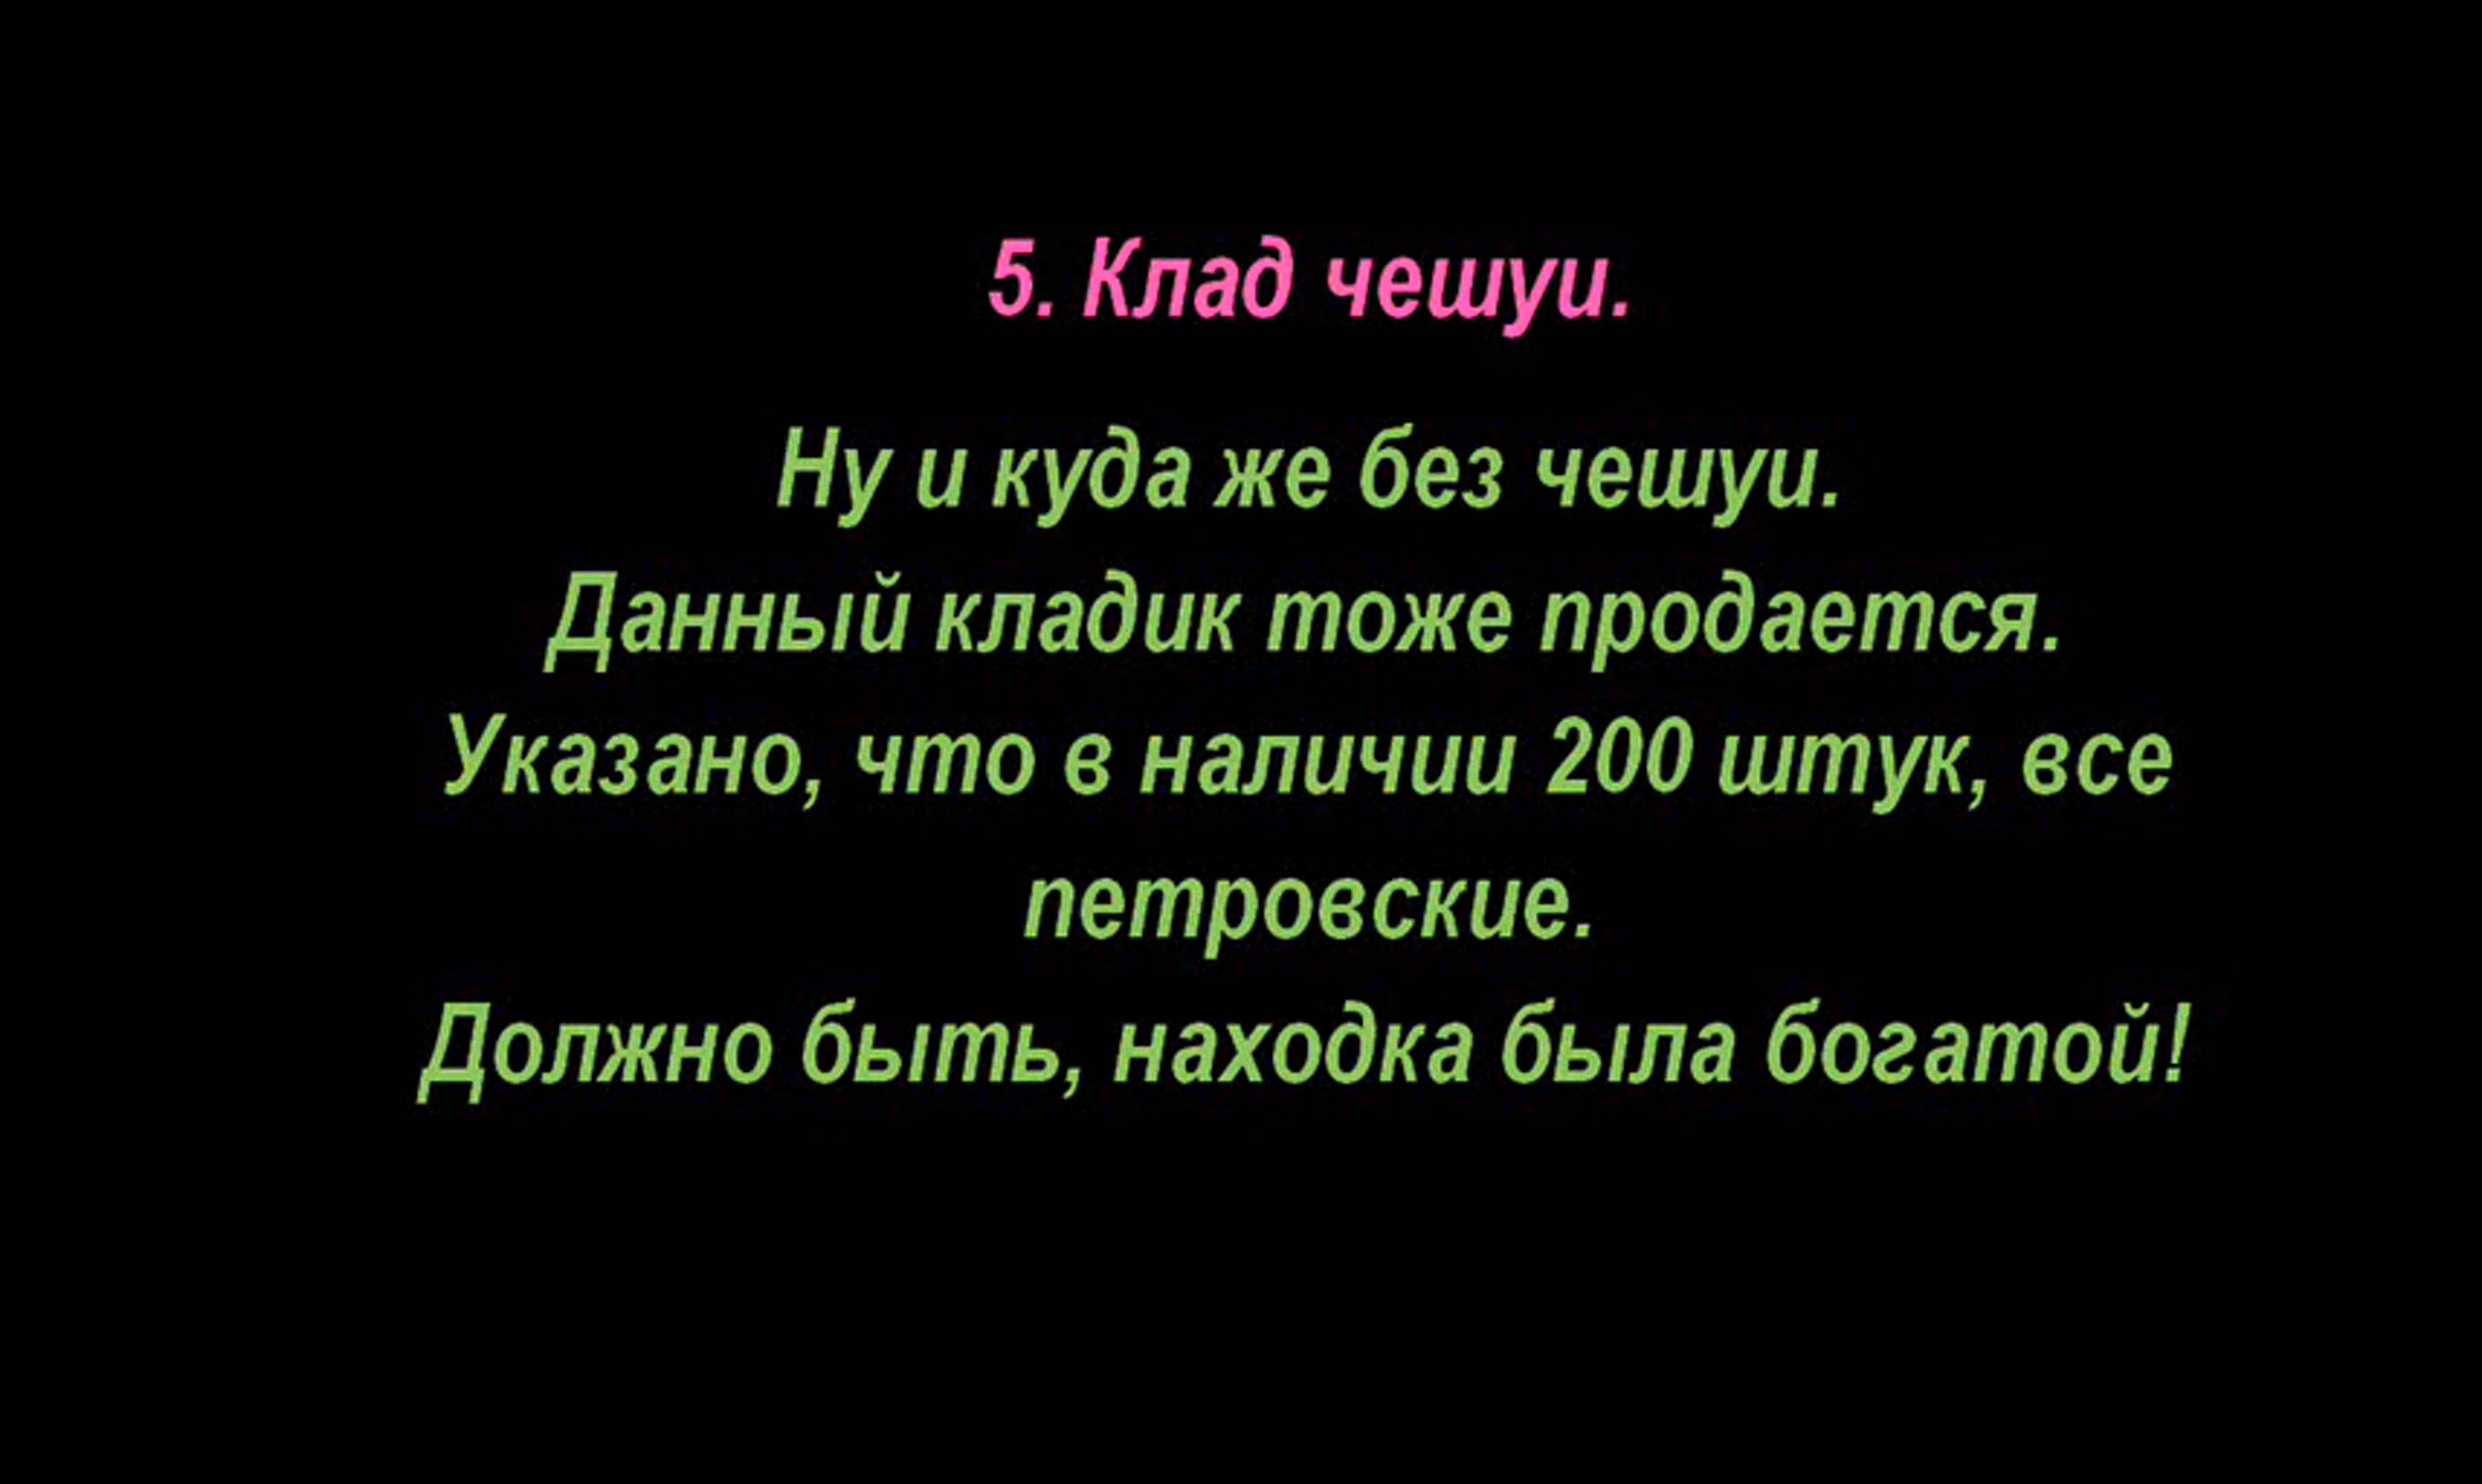 5. Клад чешуи.
Ну и куда же без чешуи.
Данный кладик тоже продается.
Указано, что в наличии 200 штук, все
петровские.
Должно быть, находка была богатой!